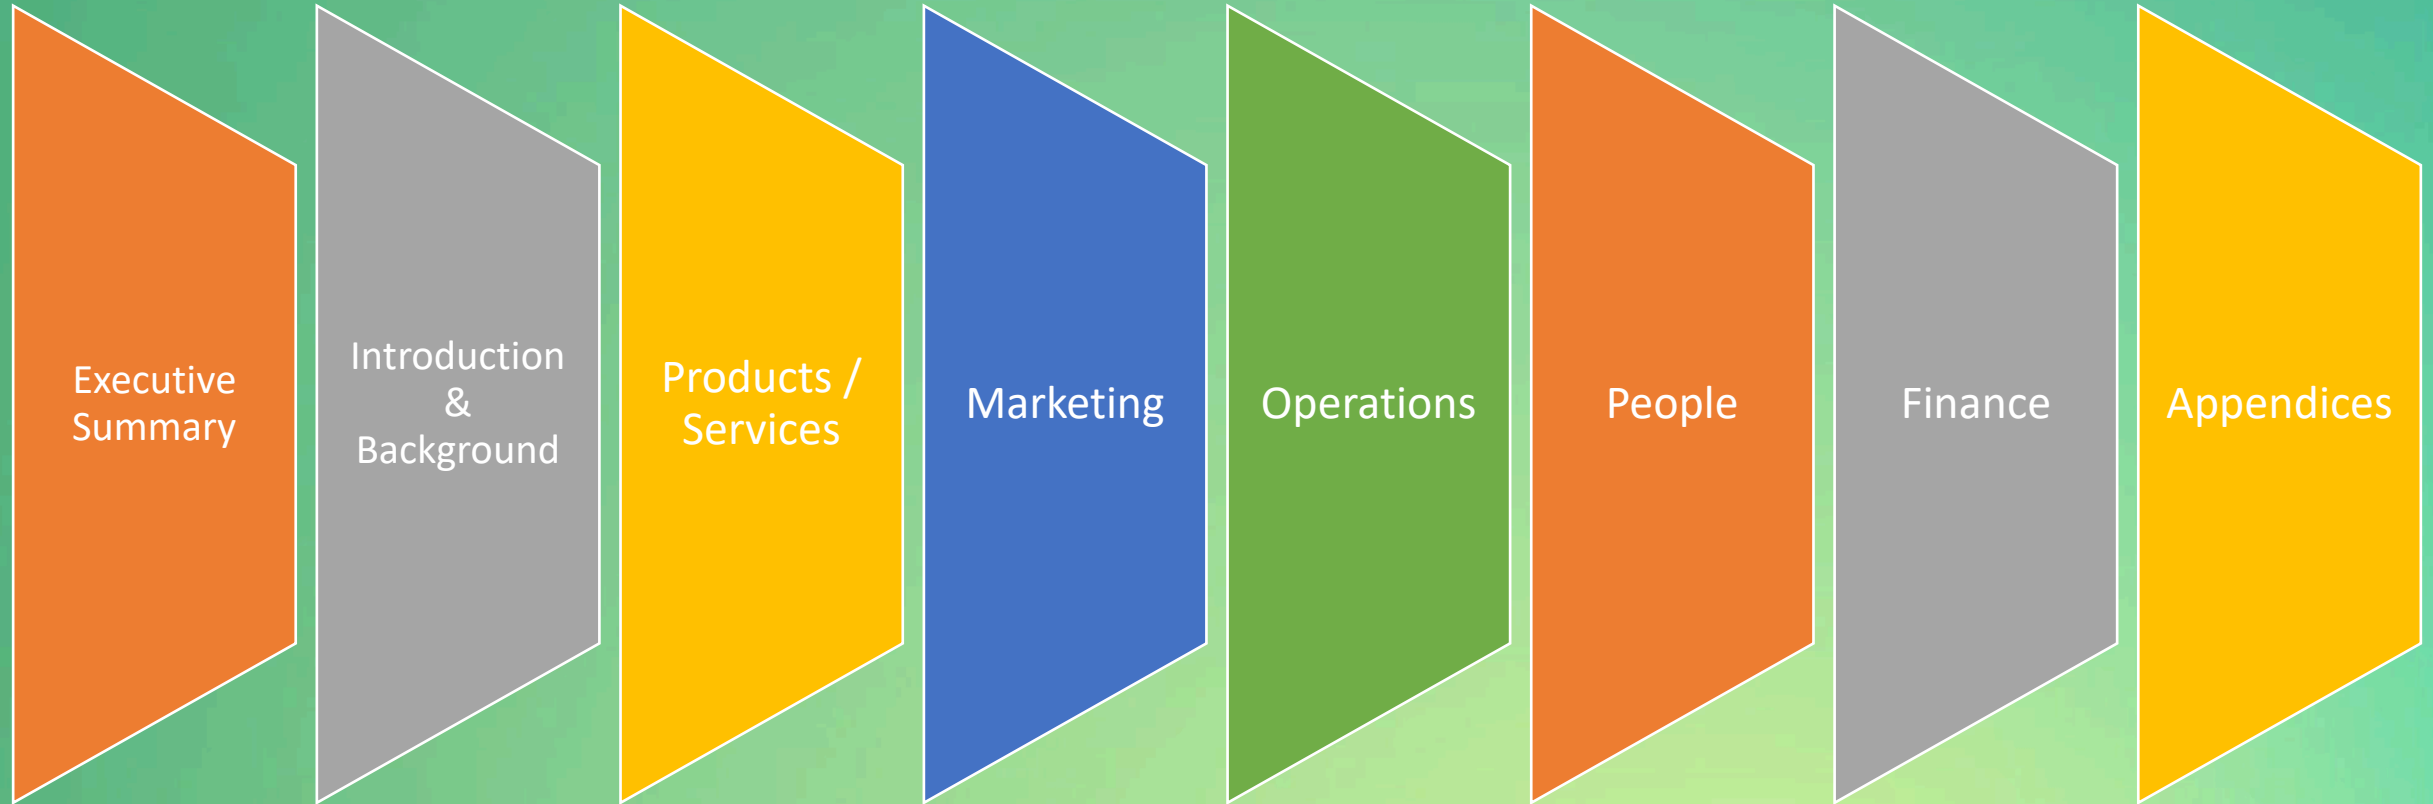 Executive
Summary
Introduction
&
Background
Products /
Services
Marketing
Operations
People
Finance
Appendices